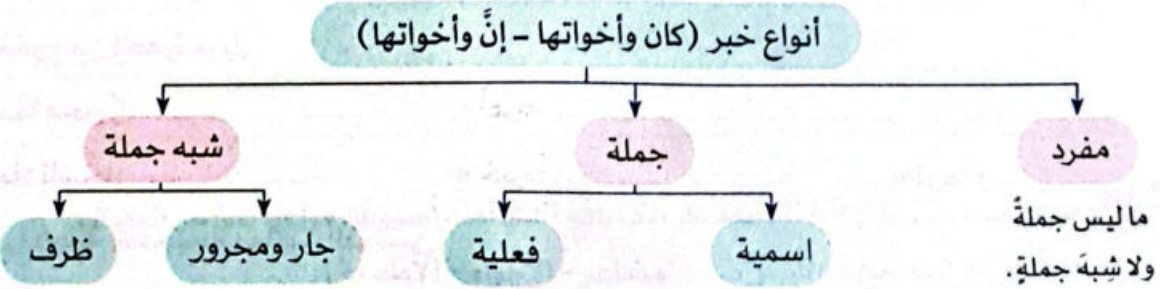 أنواع خبر (كان وأخواتها - إنَّ وأخواتها)
مفرد
جملة
شبه جملة
ما ليس جملةً
ولا شِبهَ جملةٍ.
اسمية
فعلية
جار ومجرور
ظرف